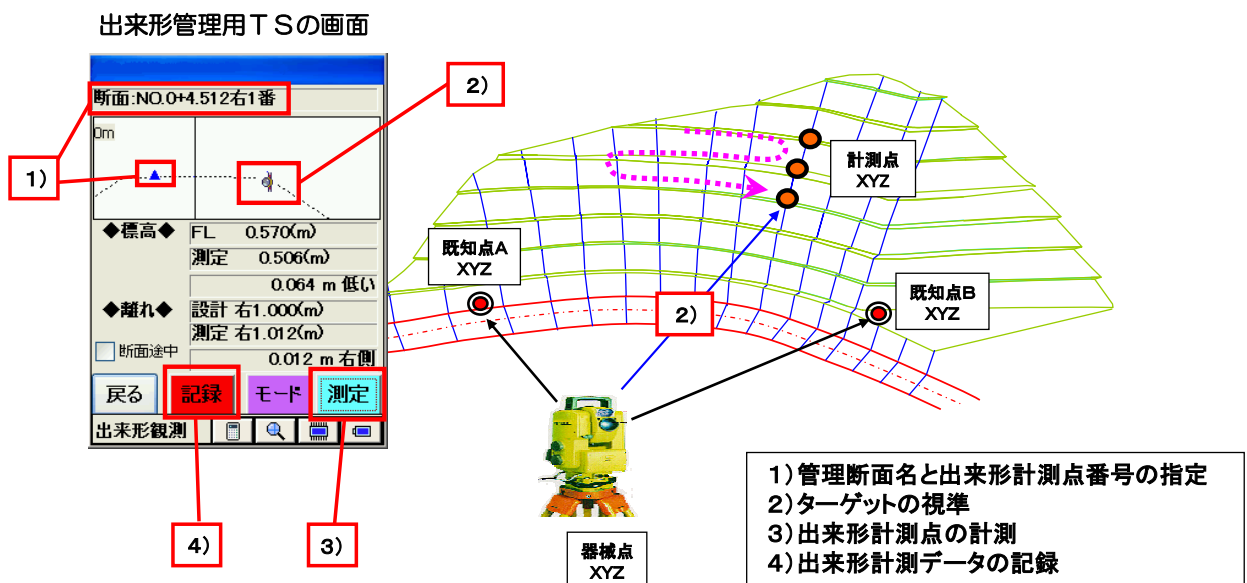 出来形管理用TSの画面
断面:NO.0+4.512右1番
0m
◆標高◆ FL 0.570(m)
測定 0.506(m)
0.064 m 低い
◆離れ◆ 設計 右1.000(m)
測定 右1.012(m)
断面途中
0.012 m 右側
戻る 記録 モード 測定
出来形観測
1)
2)
4)
3)
既知点A
XYZ
計測点
XYZ
既知点B
XYZ
2)
器械点
XYZ
1)管理断面名と出来形計測点番号の指定
2)ターゲットの視準
3)出来形計測点の計測
4)出来形計測データの記録